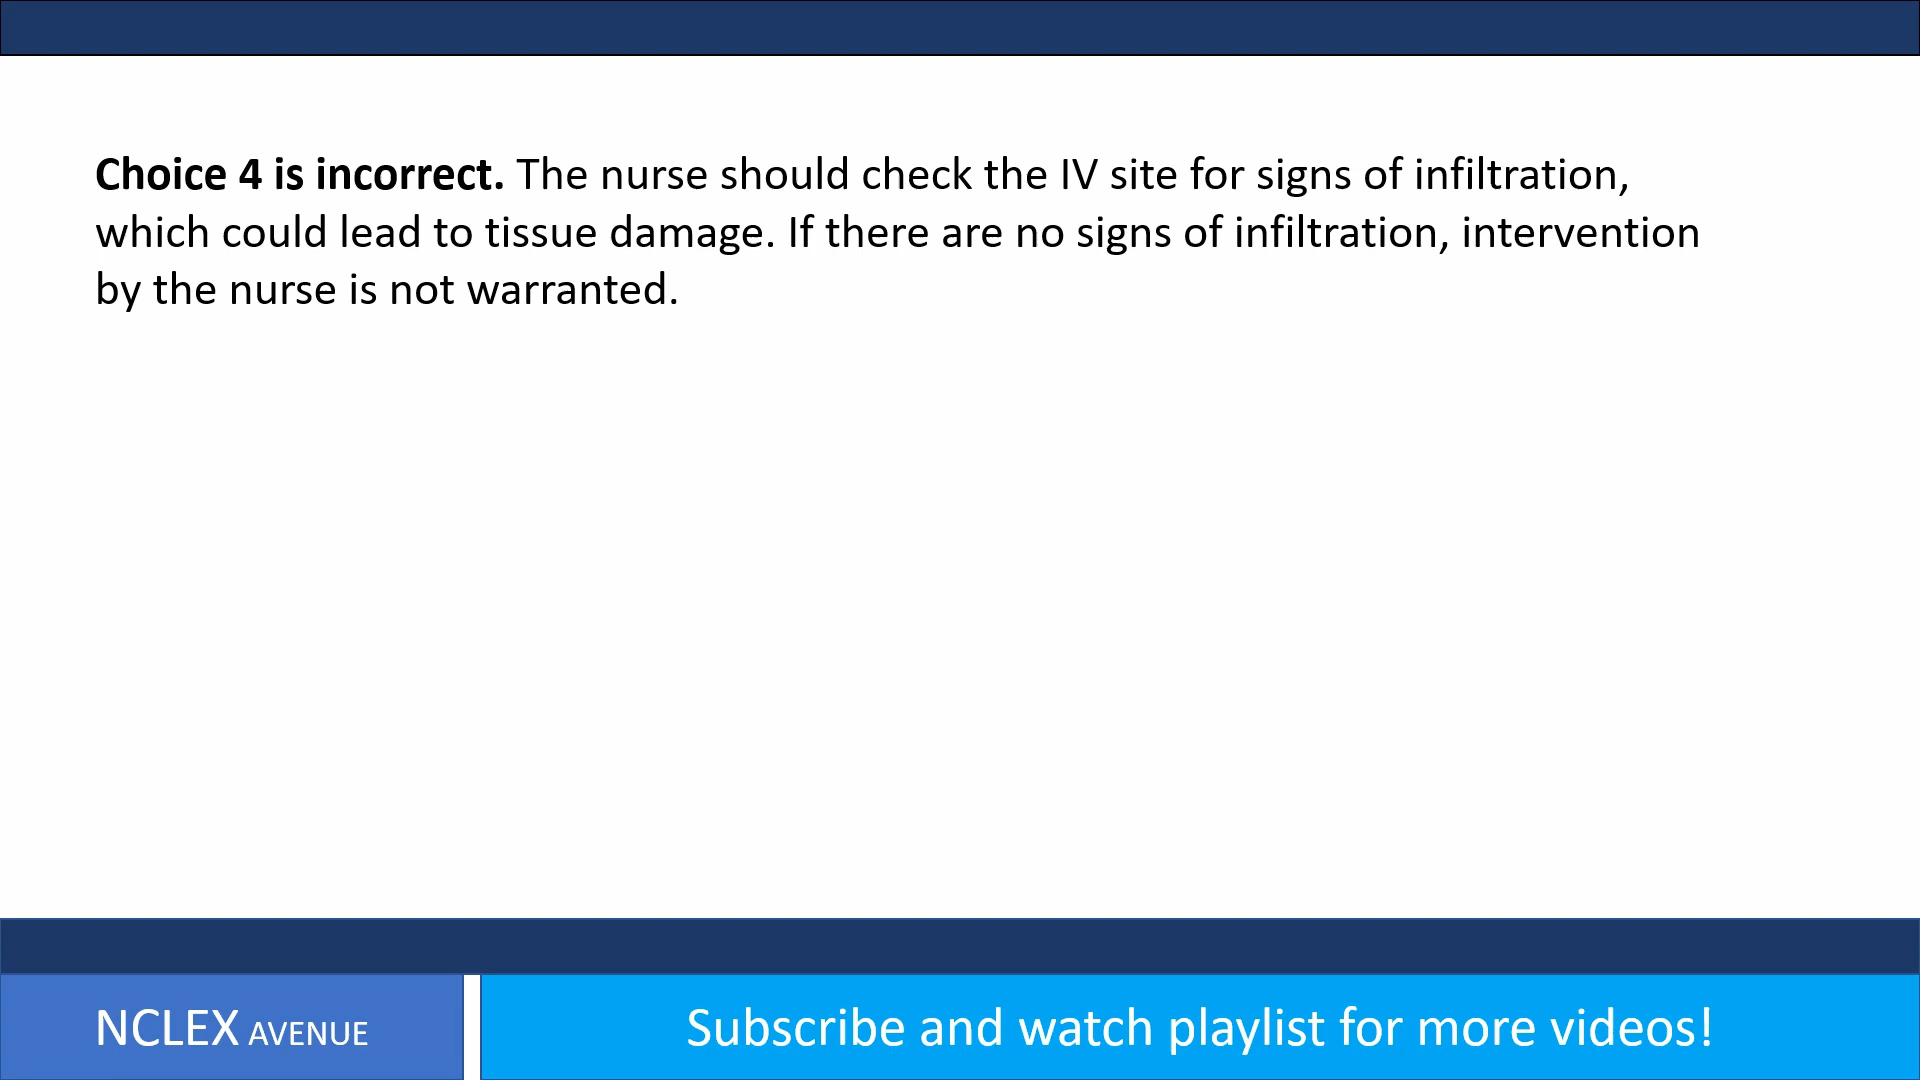 Choice 4 is incorrect. The nurse should check the IV site for signs of infiltration,
which could lead to tissue damage. If there are no signs of infiltration, intervention
by the nurse is not warranted.
NCLEX AVENUE
Subscribe and watch playlist for more videos!